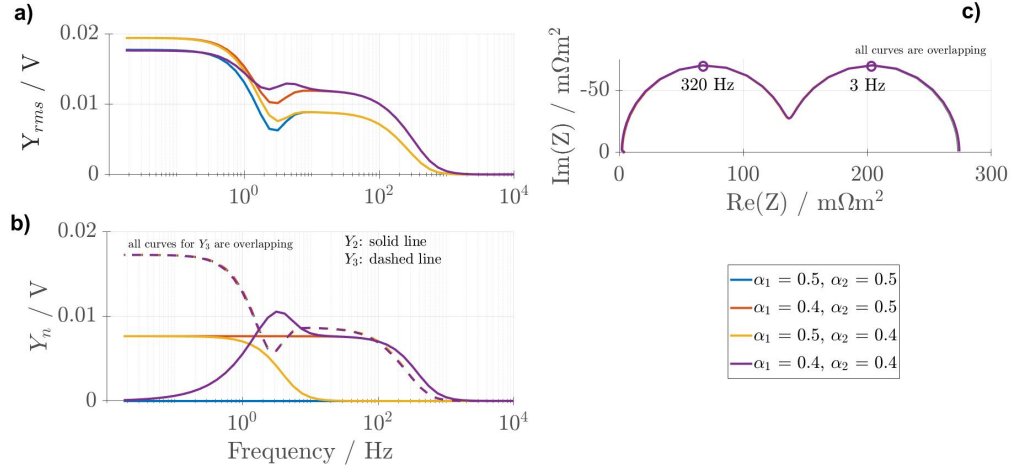 a)
Y_rms / V
0.02
0.01
0
10^0
10^2
10^4
b)
Y_n / V
0.02
0.01
0
all curves for Y_3 are overlapping
Y_2: solid line
Y_3: dashed line
10^0
10^2
10^4
Frequency / Hz
c)
Im(Z) / mΩm^2
-50
0
all curves are overlapping
320 Hz
3 Hz
0
100
200
300
Re(Z) / mΩm^2
α_1 = 0.5, α_2 = 0.5
α_1 = 0.4, α_2 = 0.5
α_1 = 0.5, α_2 = 0.4
α_1 = 0.4, α_2 = 0.4